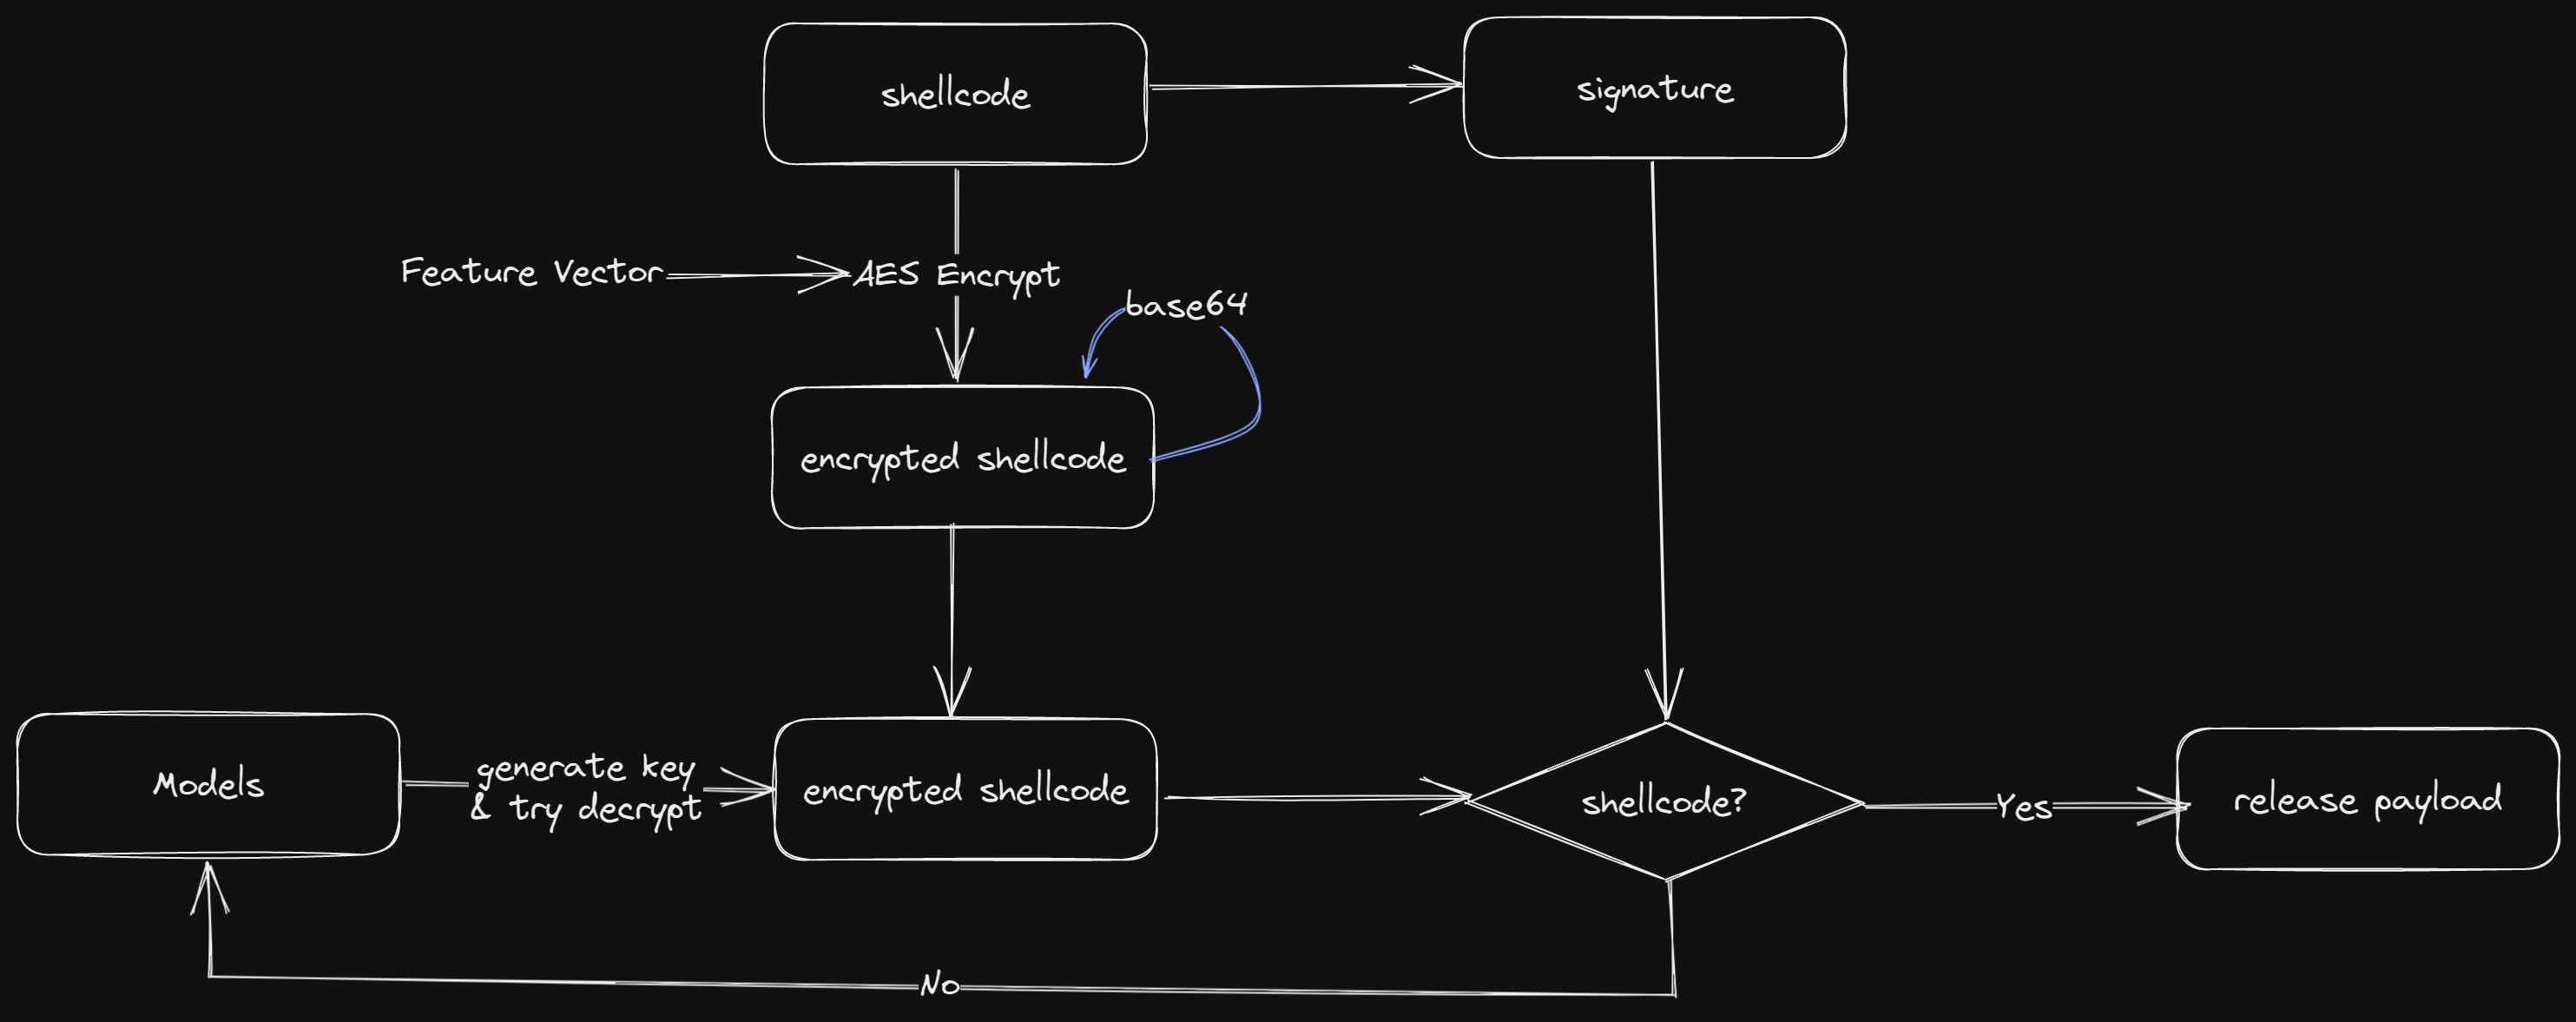 shellcode
signature
Feature Vector
AES Encrypt
base64
encrypted shellcode
Models
generate key
& try decrypt
encrypted shellcode
shellcode?
Yes
release payload
No